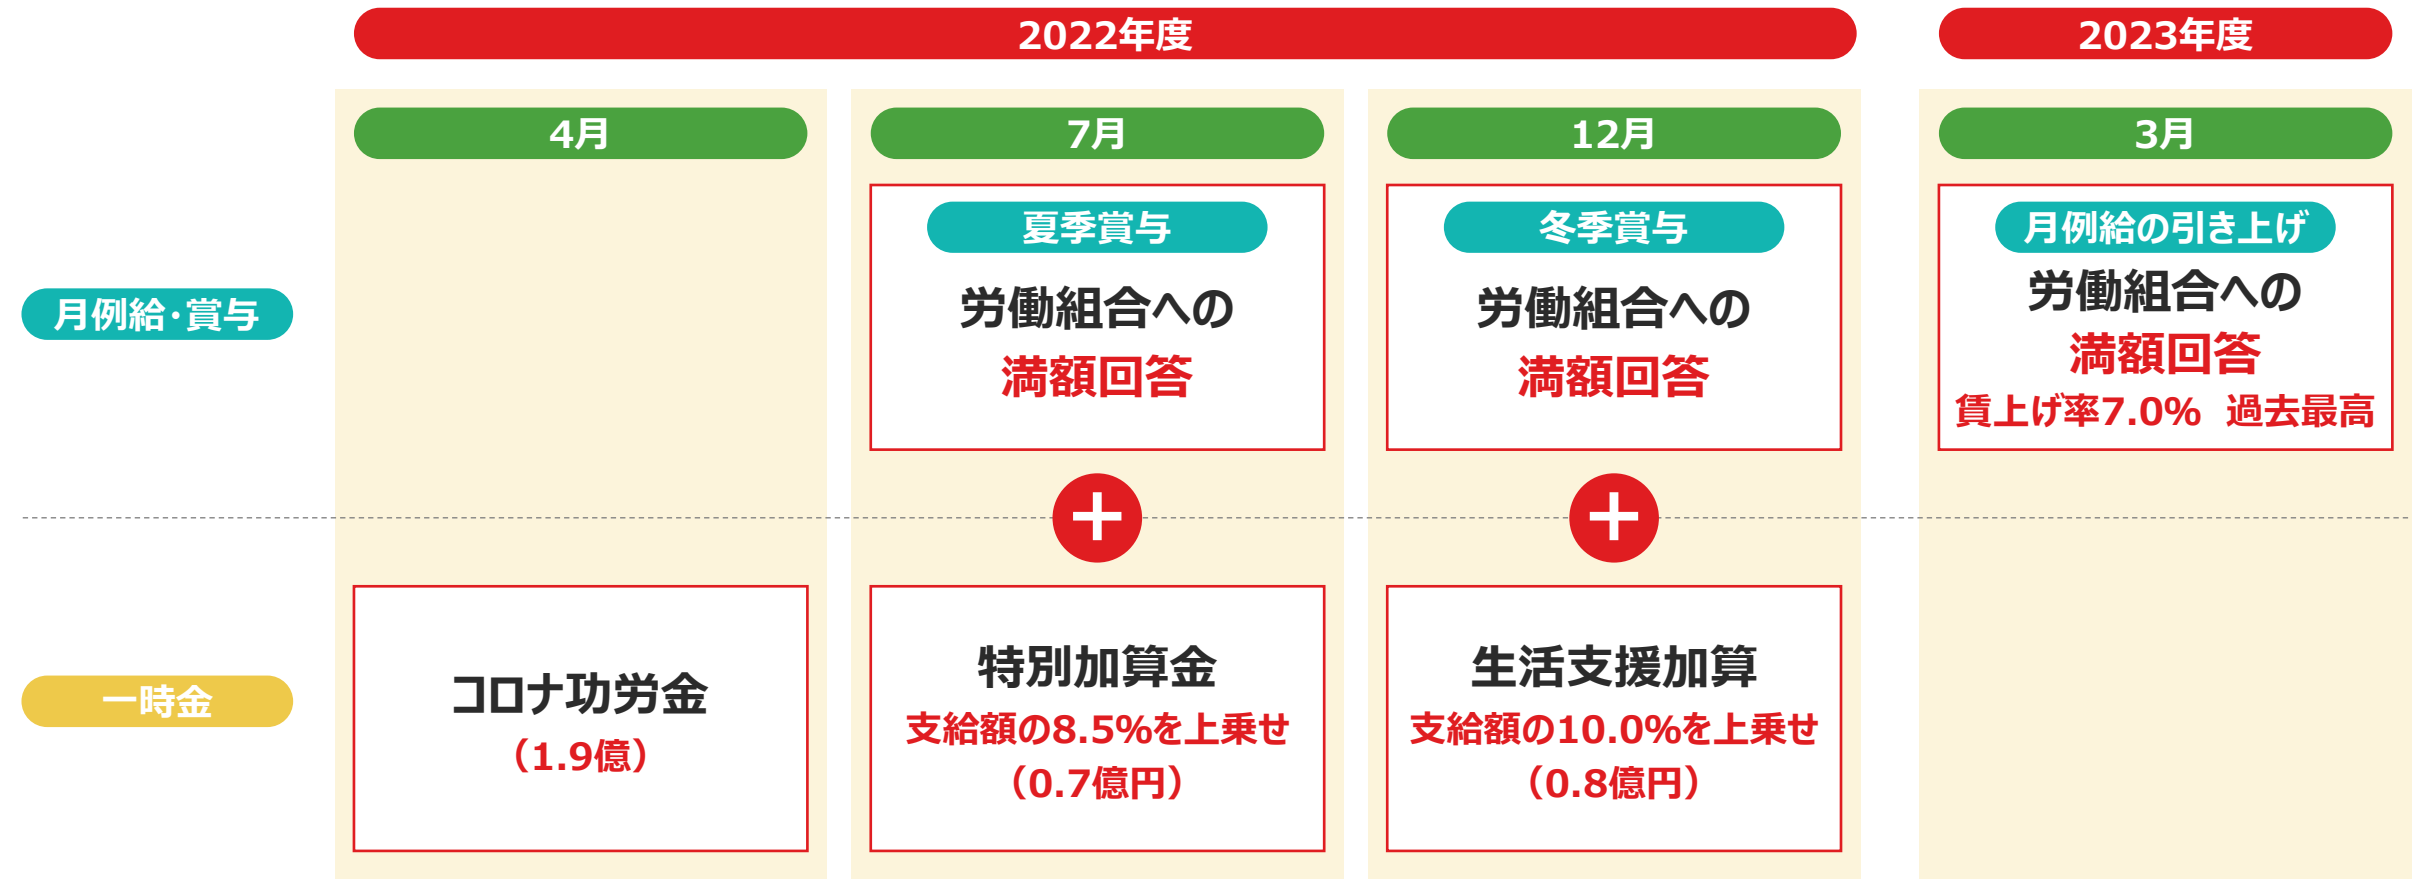 2022年度
2023年度
4月
7月
12月
3月
月例給・賞与
夏季賞与
労働組合への
満額回答
冬季賞与
労働組合への
満額回答
月例給の引き上げ
労働組合への
満額回答
賃上げ率7.0% 過去最高
+
+
一時金
コロナ功労金
（1.9億）
特別加算金
支給額の8.5%を上乗せ
（0.7億円）
生活支援加算
支給額の10.0%を上乗せ
（0.8億円）